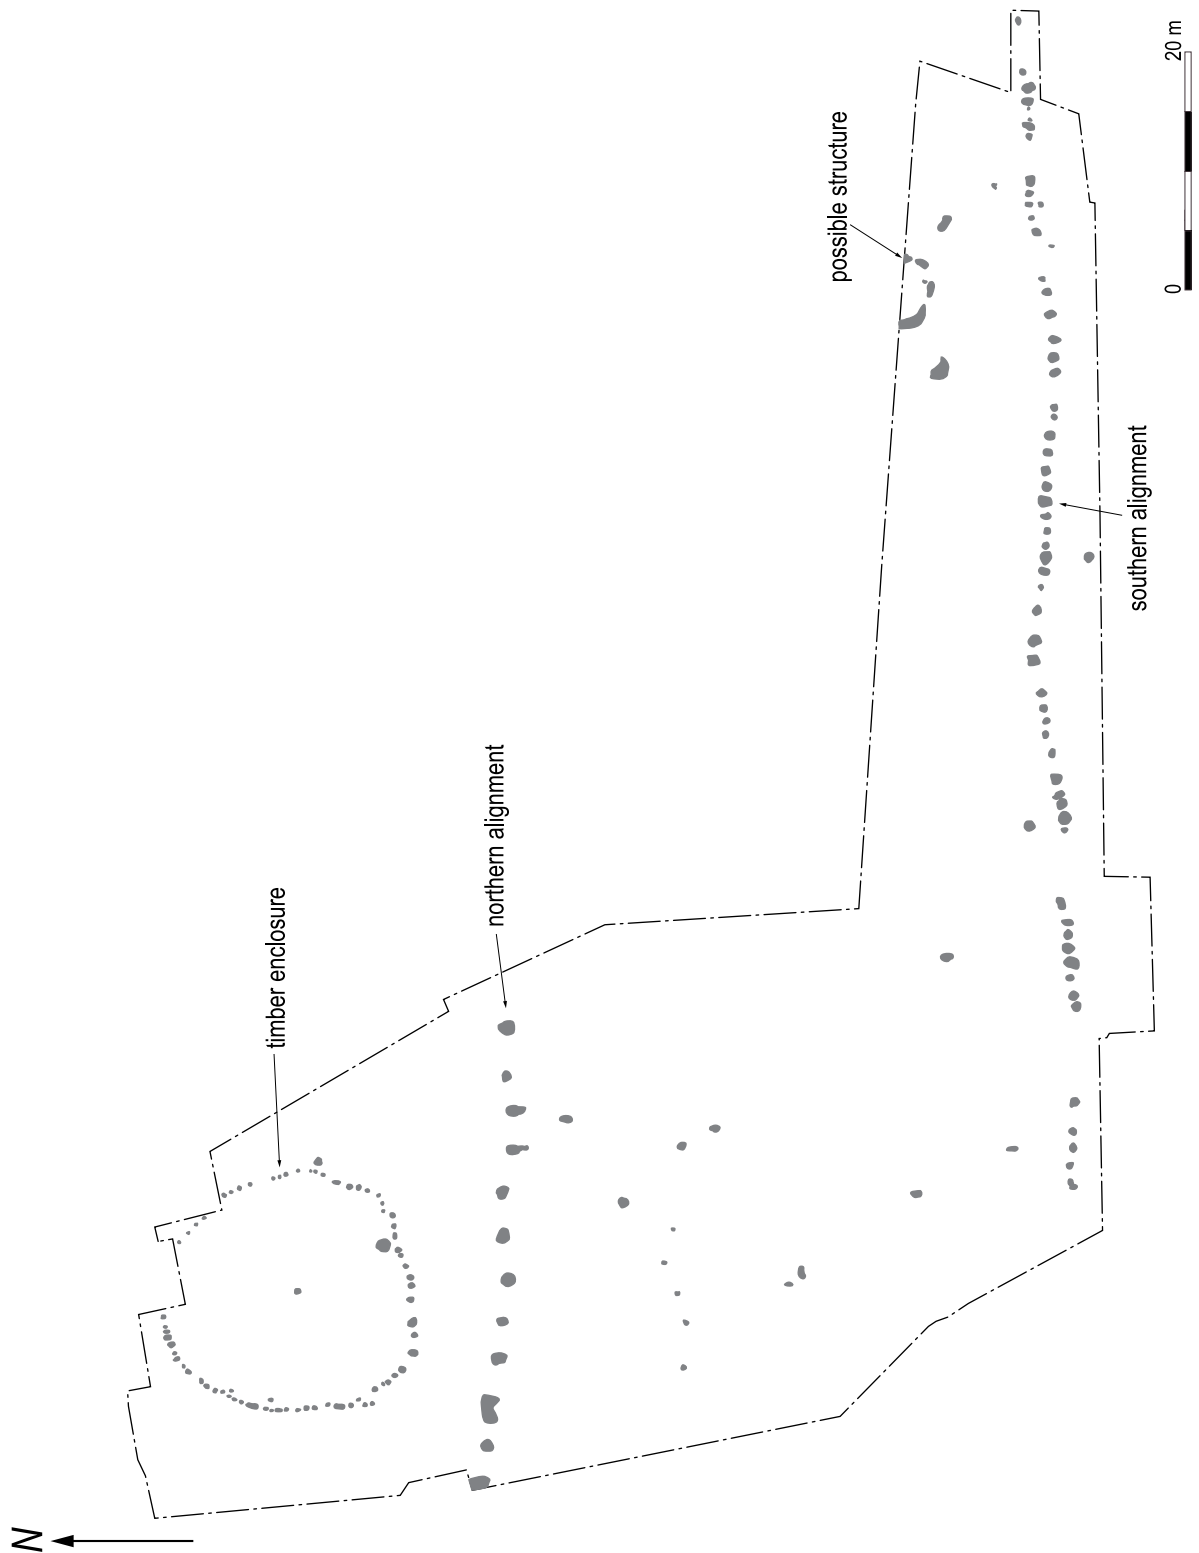 N
timber enclosure
northern alignment
possible structure
southern alignment
0
20 m